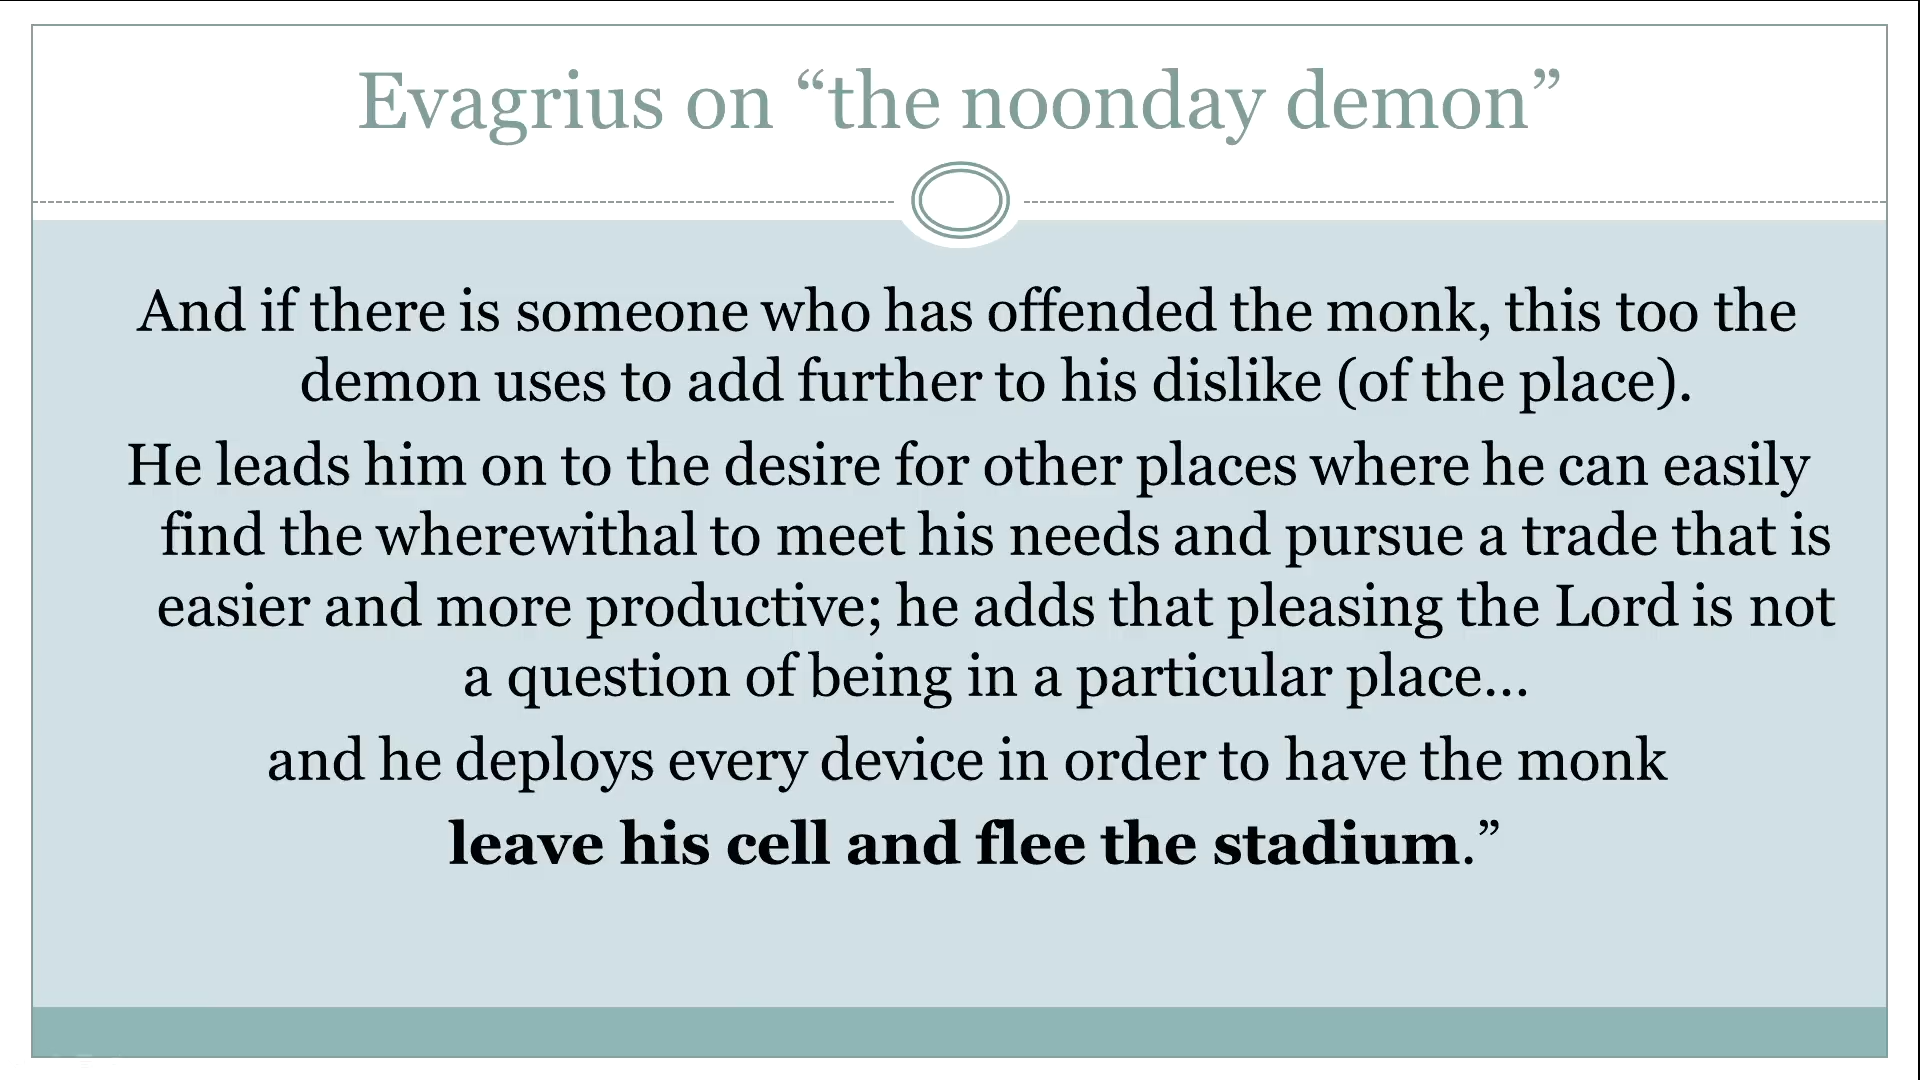 Evagrius on “the noonday demon”
And if there is someone who has offended the monk, this too the
demon uses to add further to his dislike (of the place).
He leads him on to the desire for other places where he can easily
find the wherewithal to meet his needs and pursue a trade that is
easier and more productive; he adds that pleasing the Lord is not
a question of being in a particular place...
and he deploys every device in order to have the monk
leave his cell and flee the stadium.”